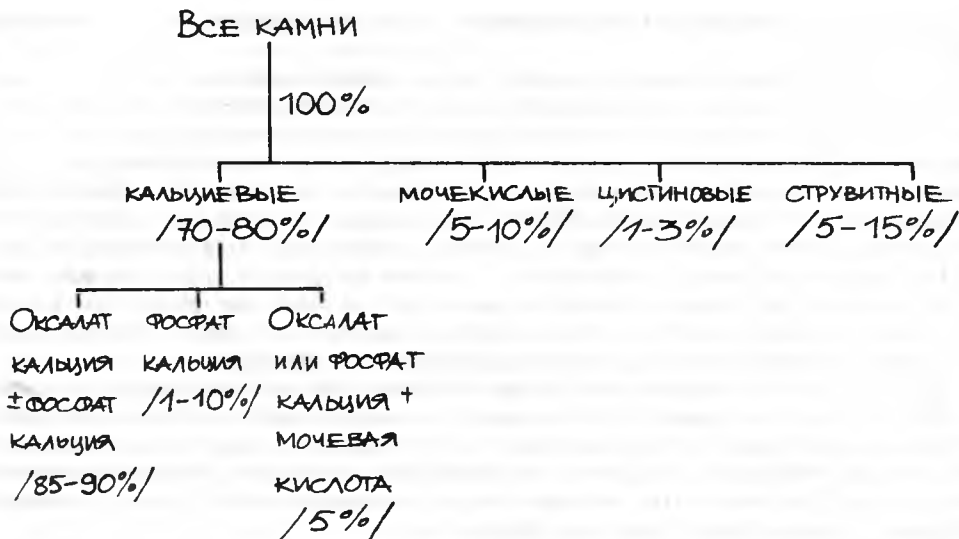 Все камни
100%
кальциевые мочекислые цистиновые струвитные
/70-80%/ /5-10%/ /1-3%/ /5-15%/
Оксалат фосфат Оксалат
кальция кальция или фосфат
±фосфат /1-10%/ кальция +
кальция мочевая
/85-90%/ кислота
/5%/